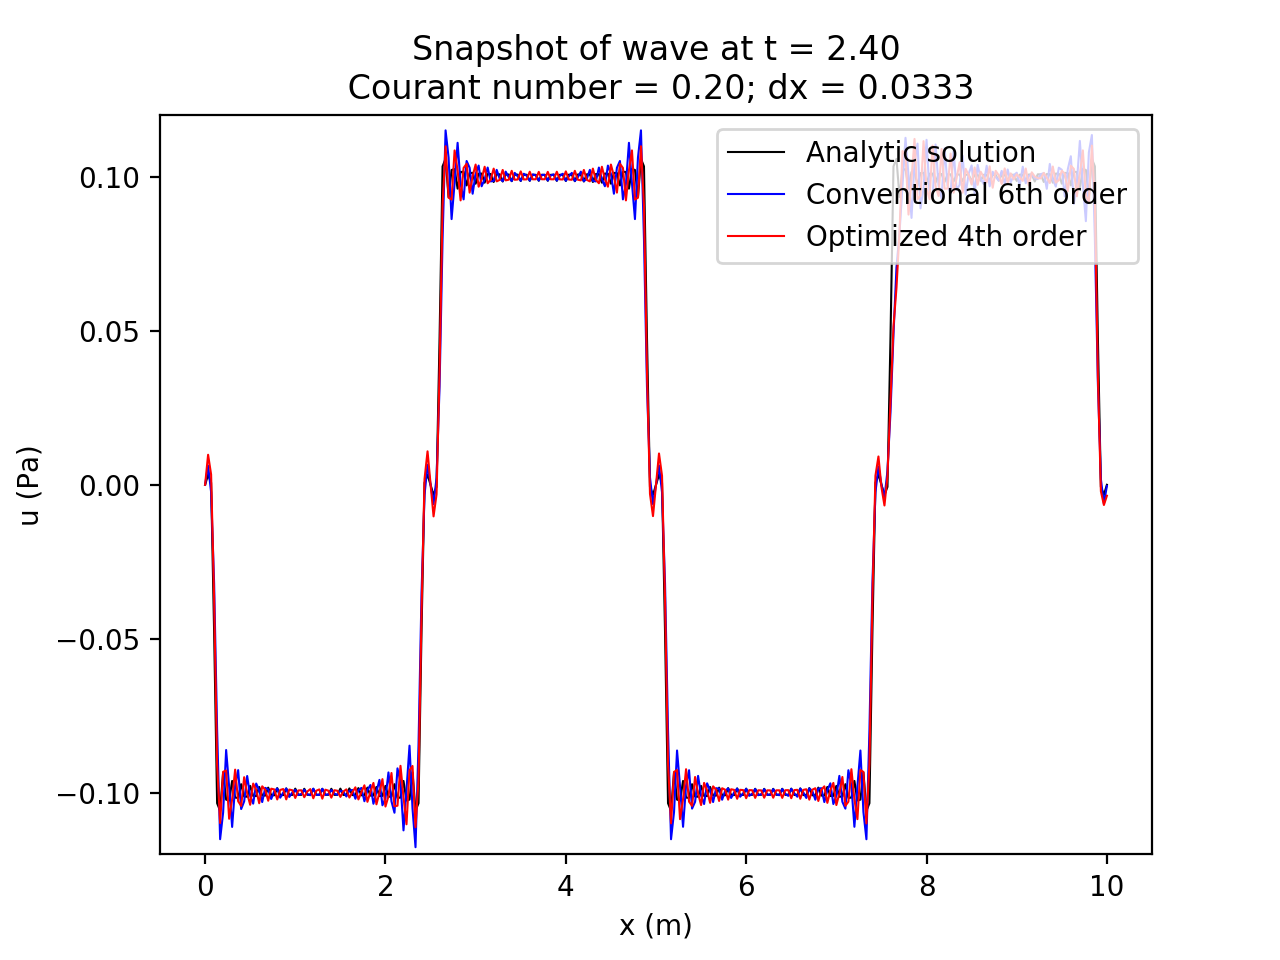 Snapshot of wave at t = 2.40
Courant number = 0.20; dx = 0.0333
Analytic solution
Conventional 6th order
Optimized 4th order
0.10
0.05
0.00
−0.05
−0.10
u (Pa)
0 2 4 6 8 10
x (m)